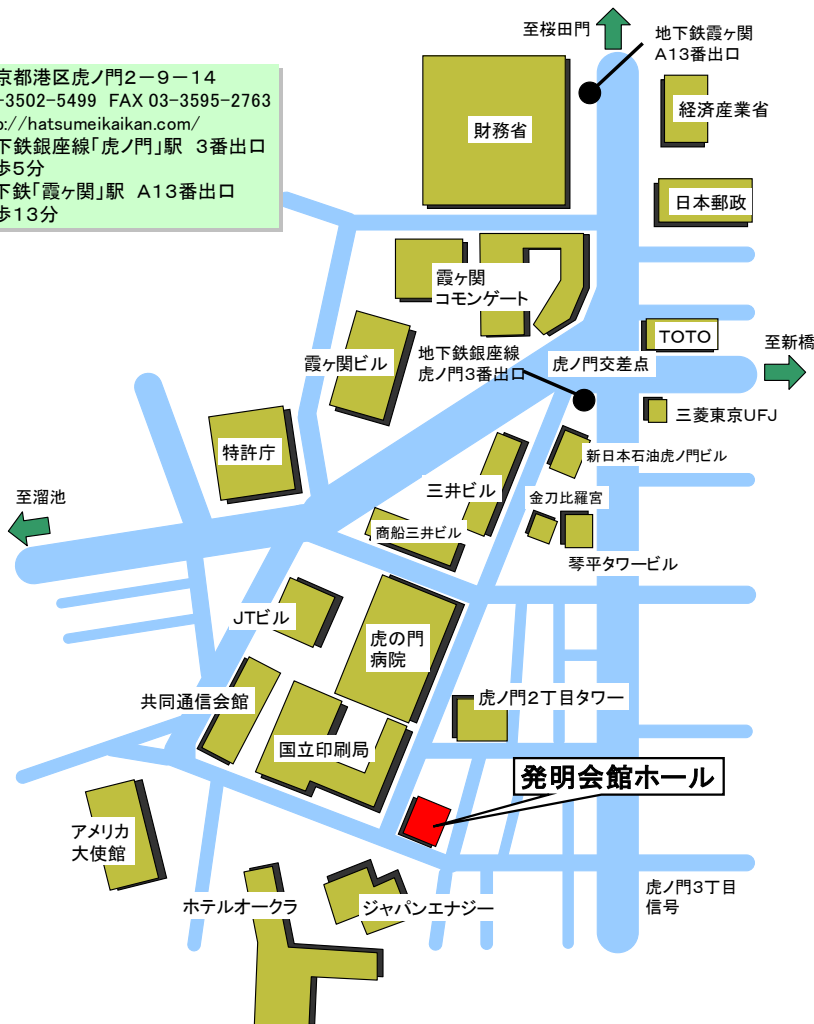 至桜田門
地下鉄霞ヶ関
A13番出口
京都港区虎ノ門2－9－14
-3502-5499 FAX 03-3595-2763
p://hatsumeikaikan.com/
下鉄銀座線「虎ノ門」駅 3番出口
歩5分
下鉄「霞ヶ関」駅 A13番出口
歩13分
財務省
経済産業省
日本郵政
霞ヶ関
コモンゲート
TOTO
至新橋
霞ヶ関ビル
地下鉄銀座線
虎ノ門3番出口
虎ノ門交差点
三菱東京UFJ
特許庁
新日本石油虎ノ門ビル
三井ビル
金刀比羅宮
至溜池
商船三井ビル
琴平タワービル
JTビル
虎の門
病院
共同通信会館
虎ノ門2丁目タワー
国立印刷局
発明会館ホール
アメリカ
大使館
ホテルオークラ
ジャパンエナジー
虎ノ門3丁目
信号